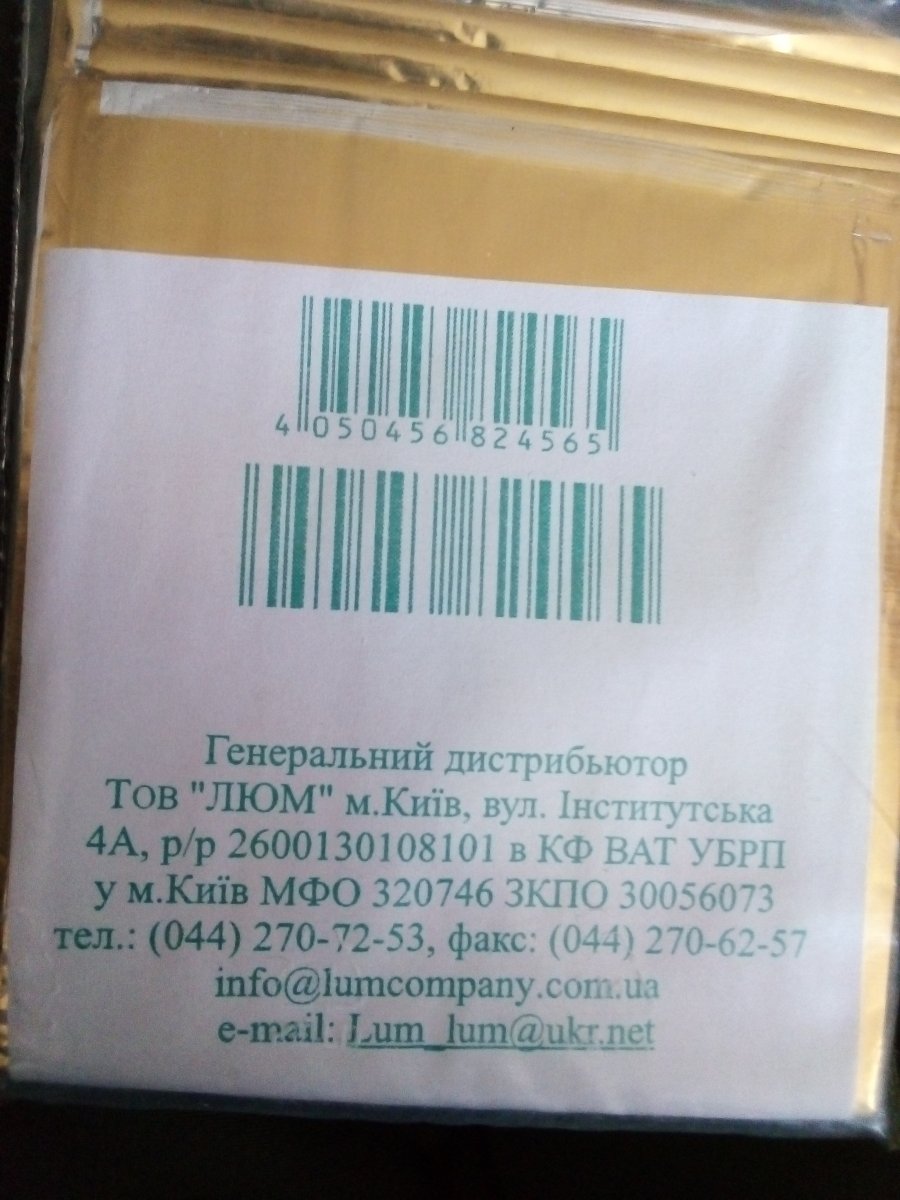 4 050456 824565
Генеральний дистрибьютор
Тов "ЛЮМ" м.Київ, вул. Інститутська
4А, р/р 2600130108101 в КФ ВАТ УБРП
у м.Київ МФО 320746 ЗКПО 30056073
тел.: (044) 270-72-53, факс: (044) 270-62-57
info@lumcompany.com.ua
e-mail: Lum_lum@ukr.net